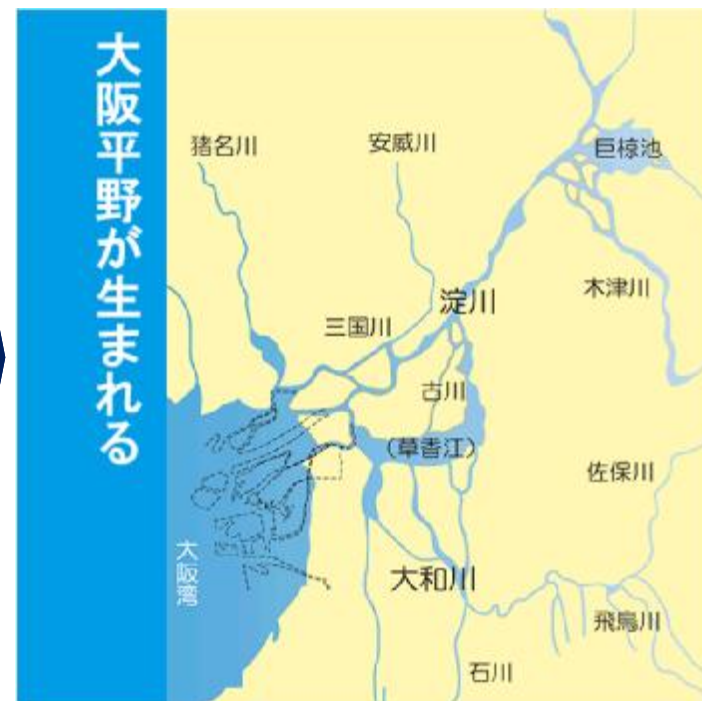 大阪平野が生まれる
猪名川
安威川
巨椋池
木津川
淀川
三国川
古川
（草香江）
佐保川
大阪湾
大和川
飛鳥川
石川